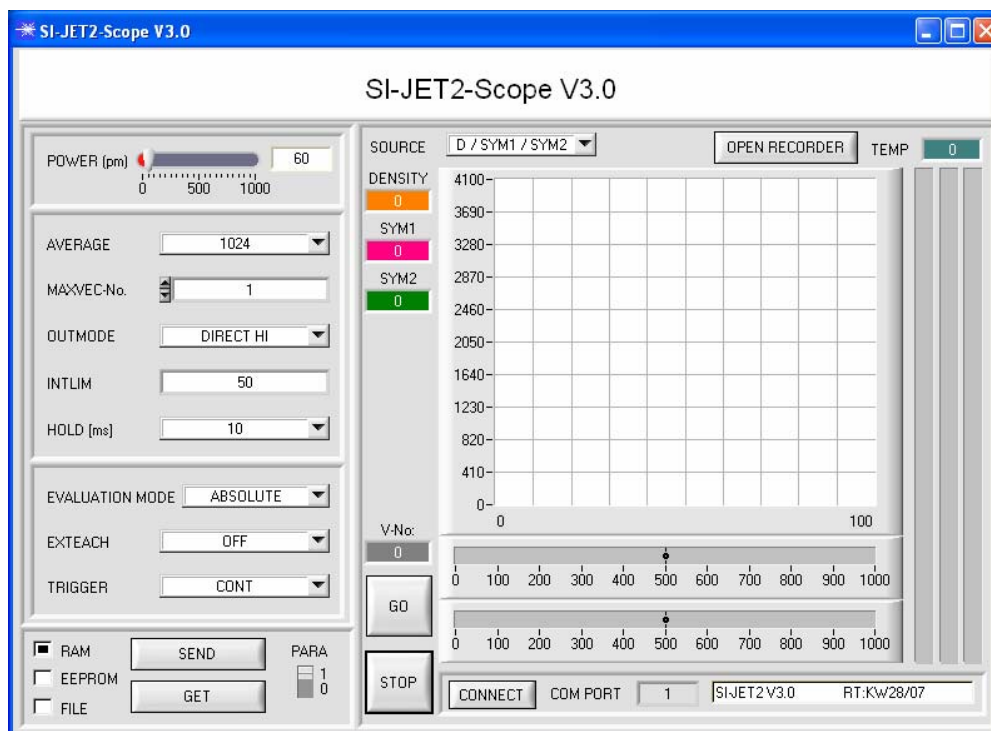 SI-JET2-Scope V3.0
SI-JET2-Scope V3.0
POWER (pm) 60
0 500 1000
AVERAGE 1024
MAXVEC-No. 1
OUTMODE DIRECT HI
INTLIM 50
HOLD [ms] 10
EVALUATION MODE ABSOLUTE
EXTEACH OFF
TRIGGER CONT
RAM
EEPROM
FILE
SEND
GET
PARA
1
0
SOURCE D / SYM1 / SYM2 OPEN RECORDER TEMP 0
DENSITY
0
SYM1
0
SYM2
0
4100
3690
3280
2870
2460
2050
1640
1230
820
410
0
0 100
V-No:
0
GO
STOP
0 100 200 300 400 500 600 700 800 900 1000
0 100 200 300 400 500 600 700 800 900 1000
CONNECT COM PORT 1 SI-JET2 V3.0 RT:KW28/07